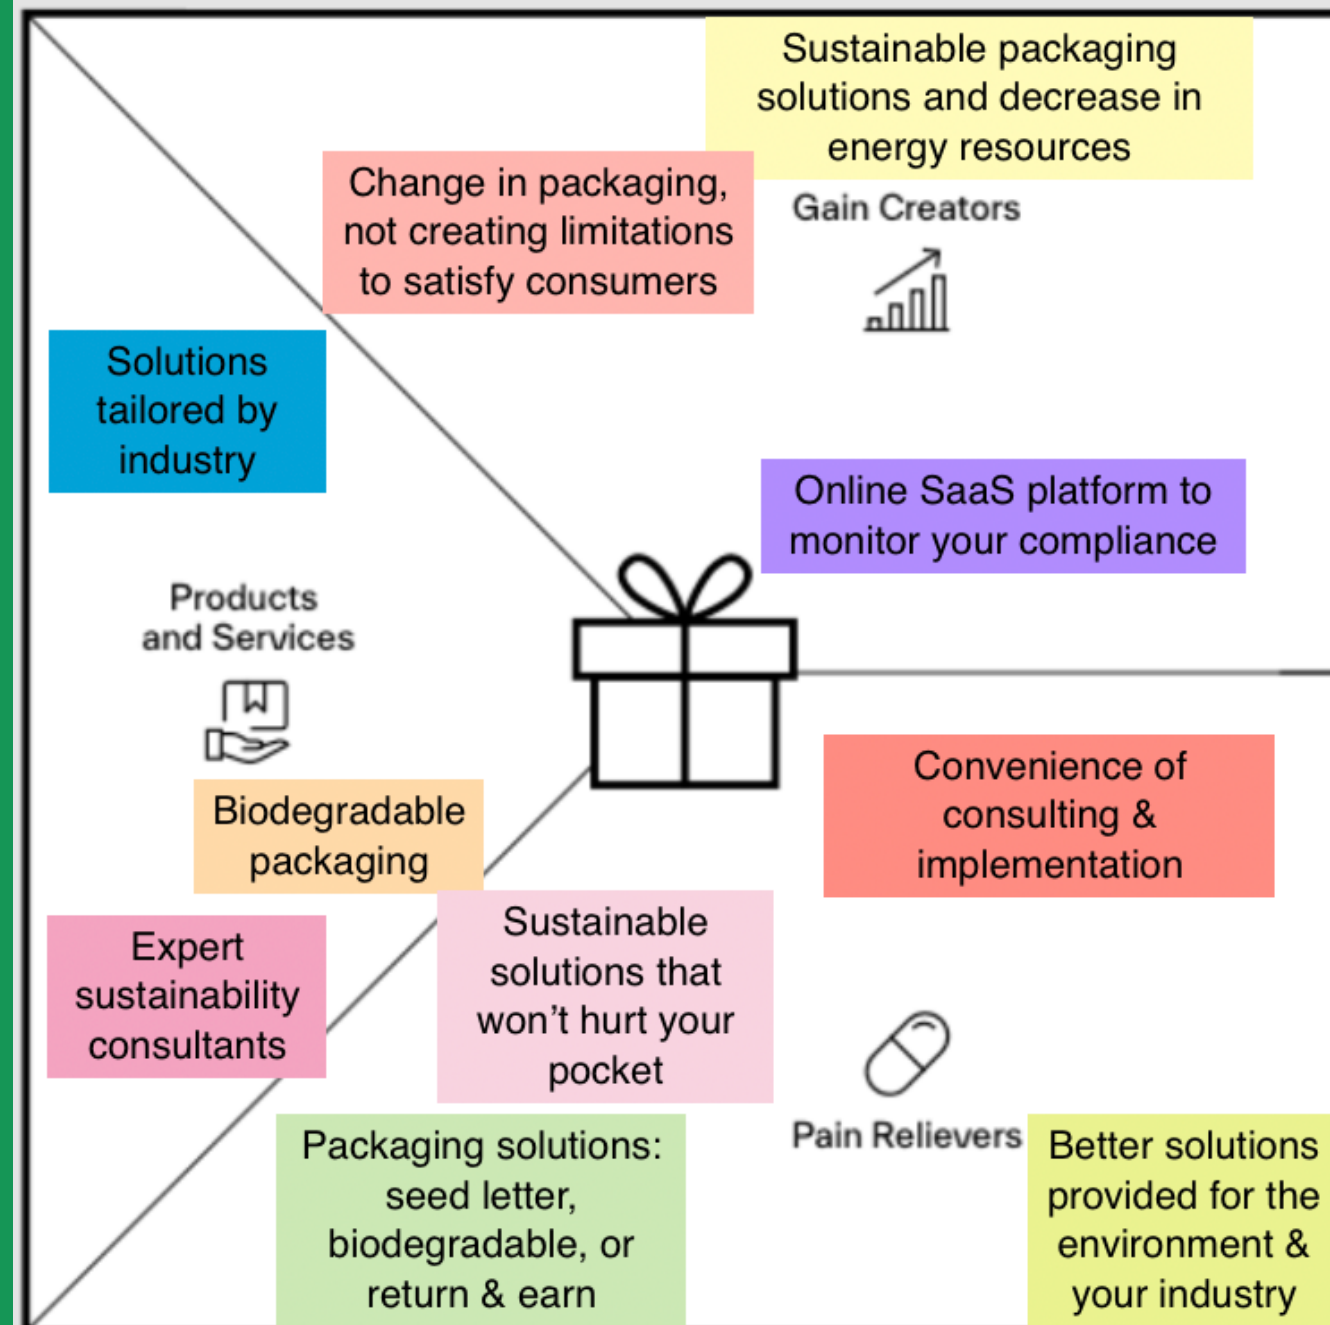 Sustainable packaging
solutions and decrease in
energy resources
Change in packaging,
not creating limitations
to satisfy consumers
Gain Creators
Solutions
tailored by
industry
Online SaaS platform to
monitor your compliance
Products
and Services
Convenience of
consulting &
implementation
Biodegradable
packaging
Sustainable
solutions that
won’t hurt your
pocket
Expert
sustainability
consultants
Pain Relievers
Packaging solutions:
seed letter,
biodegradable, or
return & earn
Better solutions
provided for the
environment &
your industry